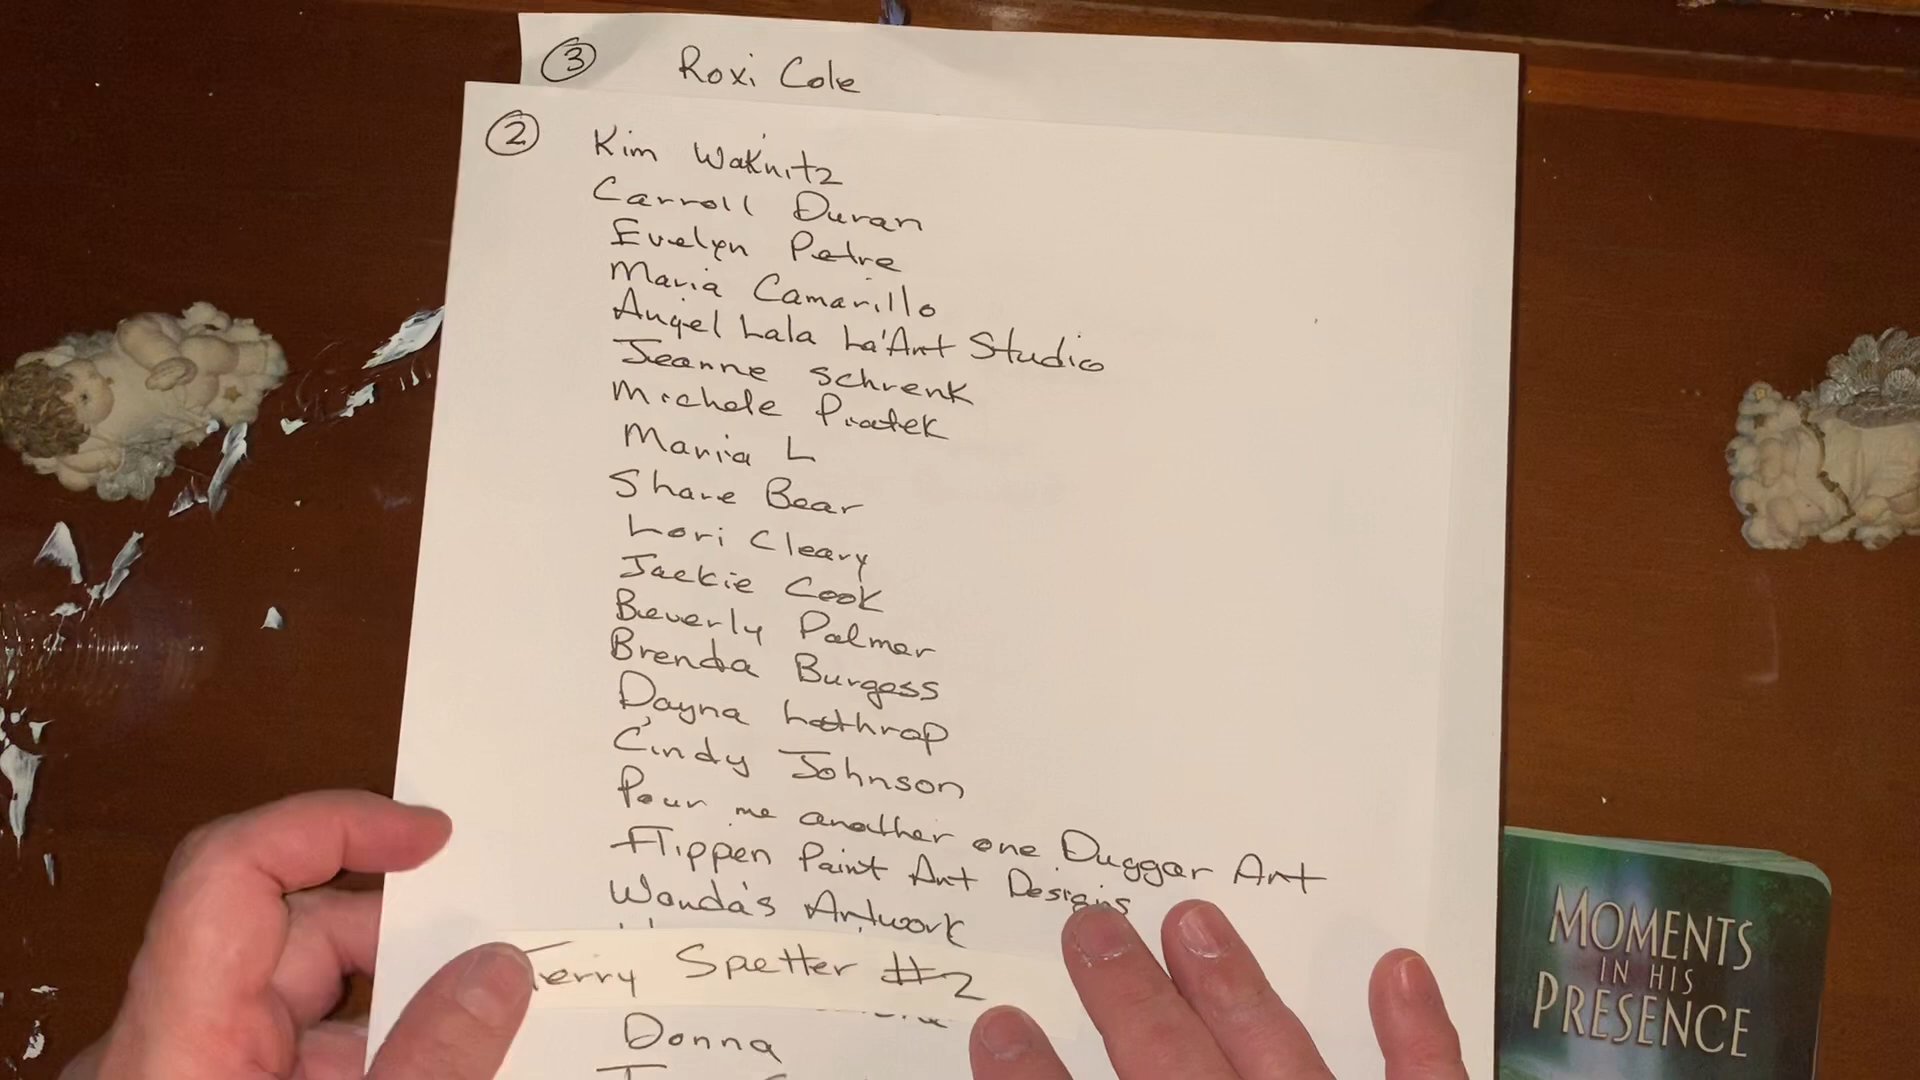 3 Roxi Cole
2 Kim Waknitz
Carroll Duran
Evelyn Petre
Maria Camarillo
Angel Lala La'Art Studio
Jeanne Schrenk
Michele Piatek
Maria L
Share Bear
Lori Cleary
Jackie Cook
Beverly Palmer
Brenda Burgess
Dayna Lothrop
Cindy Johnson
Pour me another one Duggar Art
Flippen Paint Art Designs
Wanda's Artwork
Terry Spetter #2
Donna
MOMENTS
IN HIS
PRESENCE